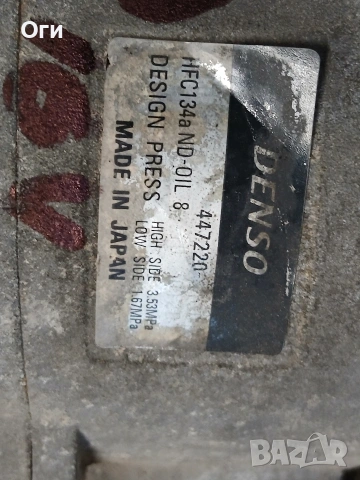 Оги
DENSO
447220-
HFC134a ND-OIL 8
DESIGN PRESS HIGH SIDE 3.53MPa
LOW SIDE 1.67MPa
MADE IN JAPAN
BAZAR